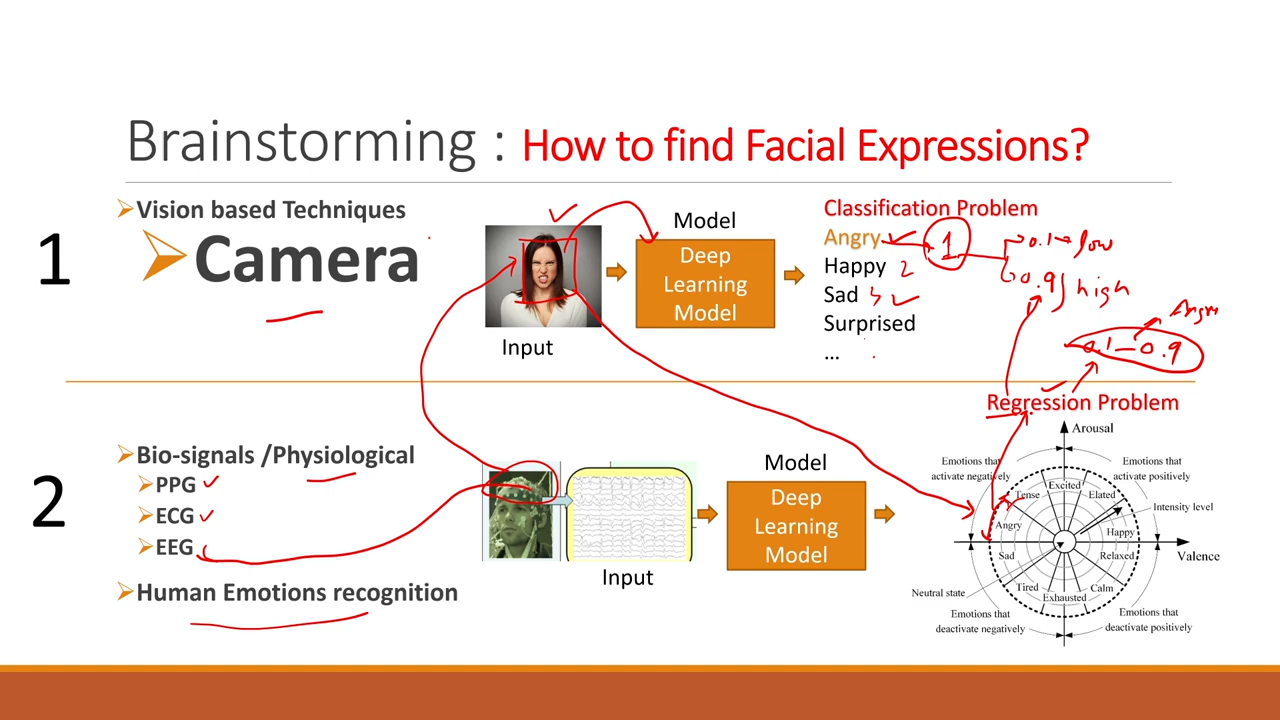 Brainstorming : How to find Facial Expressions?
1
Vision based Techniques
Camera
Input
Model
Deep
Learning
Model
Classification Problem
Angry 1
0.1 → low
Happy 2
0.9 high
Sad 3
Surprised
...
Angry
0.1 – 0.9
2
Bio-signals /Physiological
PPG
ECG
EEG
Human Emotions recognition
Input
Model
Deep
Learning
Model
Regression Problem
Arousal
Emotions that
activate negatively
Emotions that
activate positively
Excited
Tense
Elated
Intensity level
Angry
Happy
Valence
Sad
Relaxed
Tired
Calm
Exhausted
Neutral state
Emotions that
deactivate negatively
Emotions that
deactivate positively